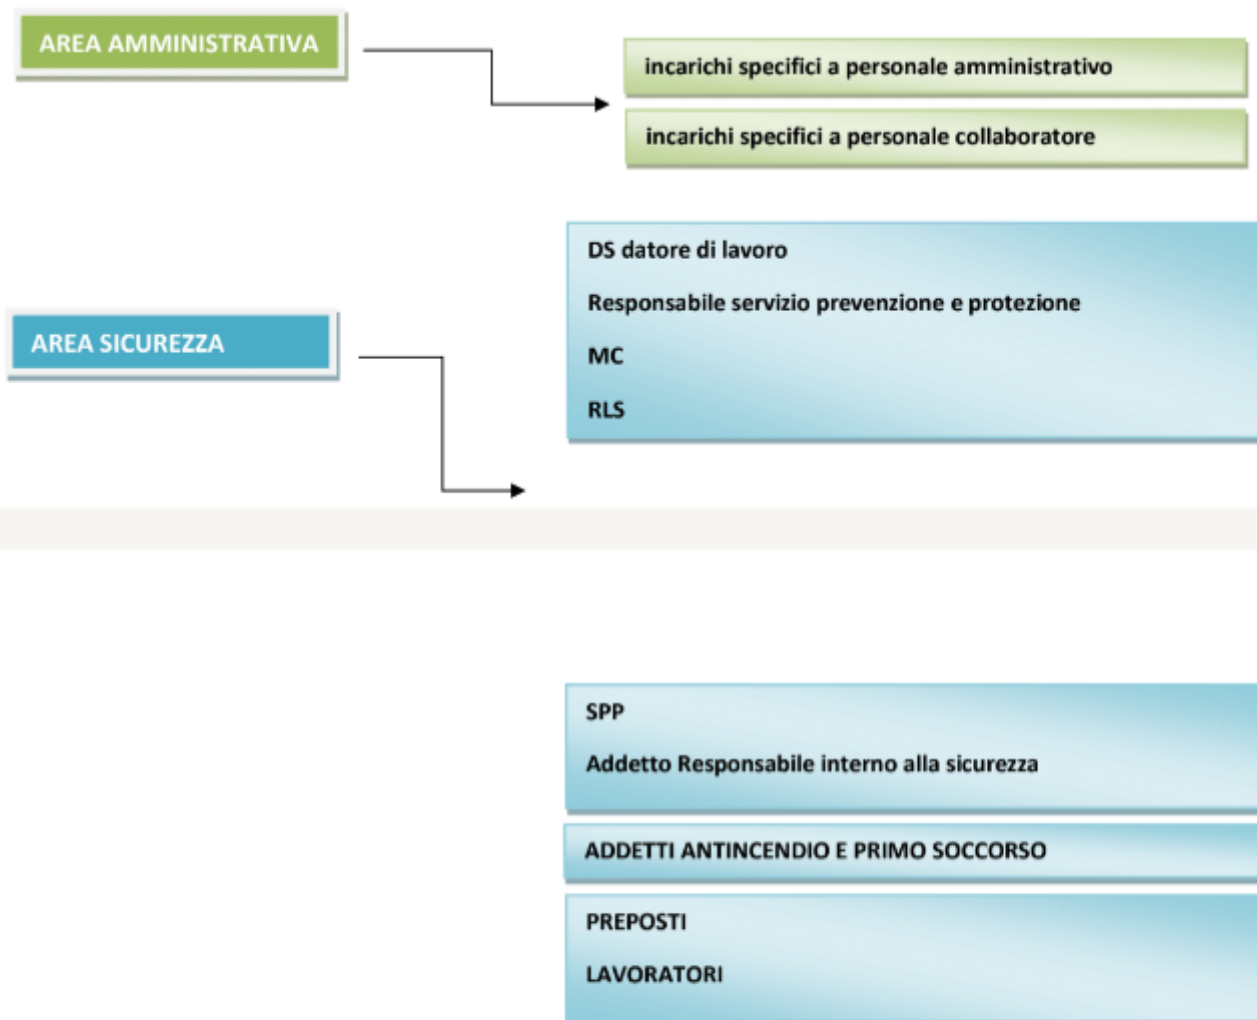 AREA AMMINISTRATIVA
incarichi specifici a personale amministrativo
incarichi specifici a personale collaboratore
AREA SICUREZZA
DS datore di lavoro
Responsabile servizio prevenzione e protezione
MC
RLS
SPP
Addetto Responsabile interno alla sicurezza
ADDETTI ANTINCENDIO E PRIMO SOCCORSO
PREPOSTI
LAVORATORI